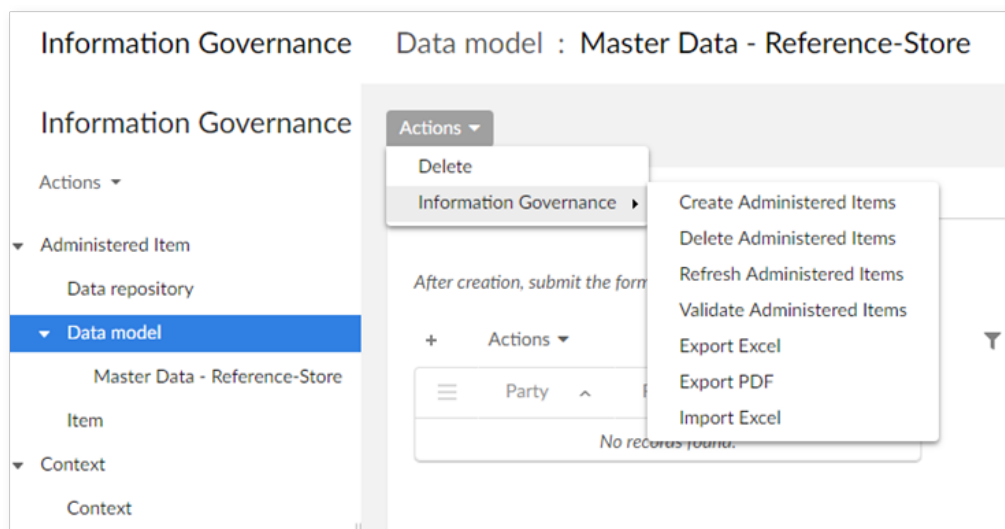 Information Governance
Data model : Master Data - Reference-Store
Information Governance
Actions
Administered Item
Data repository
Data model
Master Data - Reference-Store
Item
Context
Context
Actions
Delete
Information Governance
Create Administered Items
Delete Administered Items
Refresh Administered Items
Validate Administered Items
Export Excel
Export PDF
Import Excel
After creation, submit the form
+ Actions
Party
No records found.